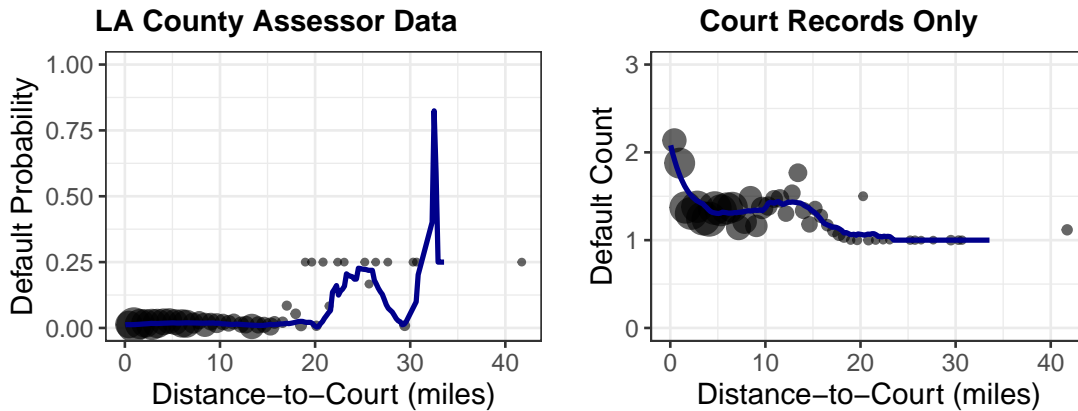 LA County Assessor Data
Default Probability
1.00
0.75
0.50
0.25
0.00
0 10 20 30 40
Distance−to−Court (miles)
Court Records Only
Default Count
3
2
1
0
0 10 20 30 40
Distance−to−Court (miles)